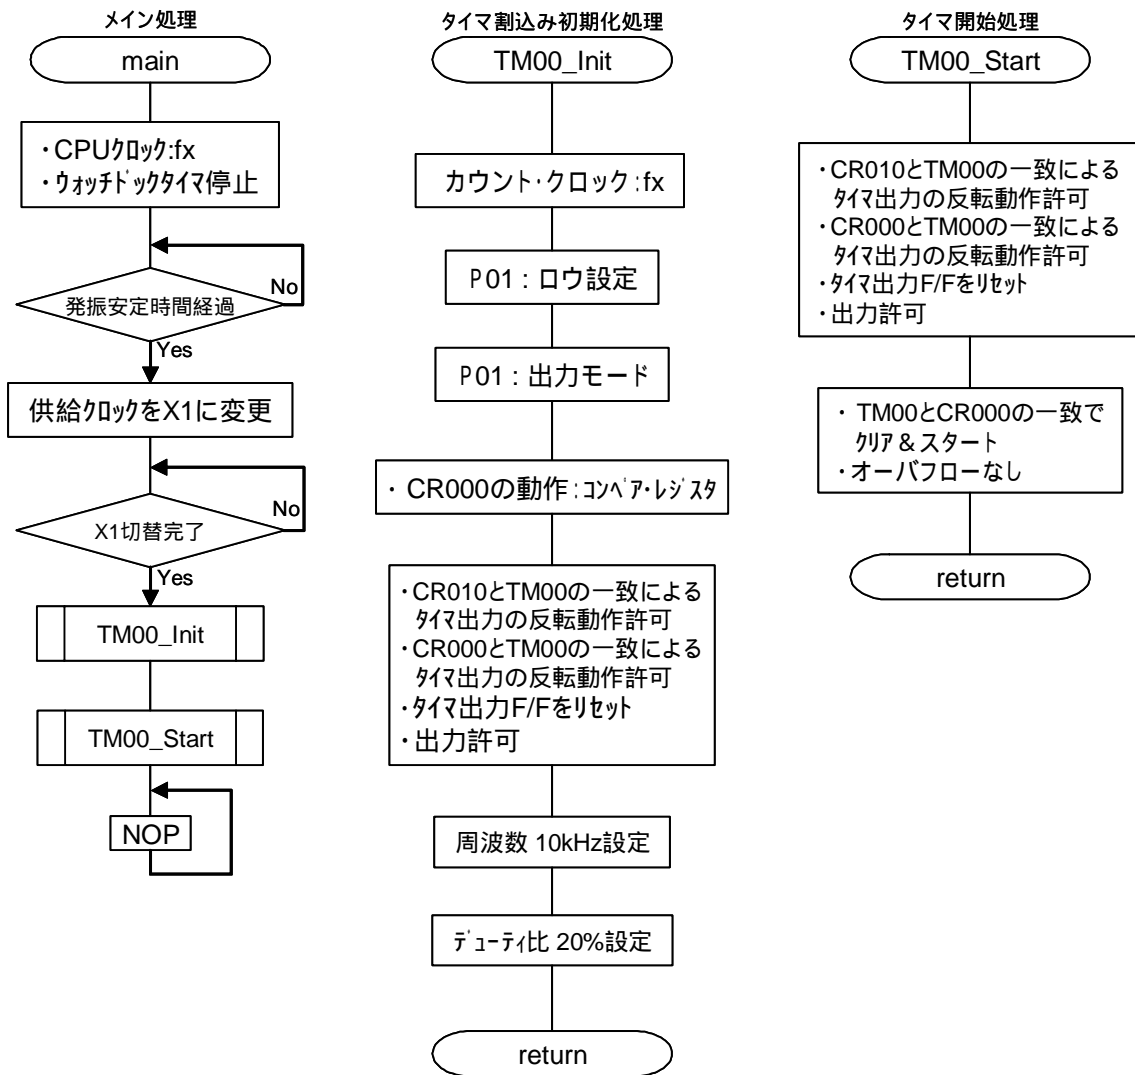 メイン処理
main
・CPUｸﾛｯｸ:fx
・ｳｫｯﾁﾄﾞｯｸﾀｲﾏ停止
No
発振安定時間経過
Yes
供給ｸﾛｯｸをX1に変更
No
X1切替完了
Yes
TM00_Init
TM00_Start
NOP
タイマ割込み初期化処理
TM00_Init
カウント・クロック:fx
P01：ロウ設定
P01：出力モード
・ CR000の動作:ｺﾝﾍﾟｱ・ﾚｼﾞｽﾀ
・CR010とTM00の一致による
ﾀｲﾏ出力の反転動作許可
・CR000とTM00の一致による
ﾀｲﾏ出力の反転動作許可
・ﾀｲﾏ出力F/Fをﾘｾｯﾄ
・出力許可
周波数 10kHz設定
ﾃﾞｭｰﾃｨ比 20%設定
return
タイマ開始処理
TM00_Start
・CR010とTM00の一致による
ﾀｲﾏ出力の反転動作許可
・CR000とTM00の一致による
ﾀｲﾏ出力の反転動作許可
・ﾀｲﾏ出力F/Fをﾘｾｯﾄ
・出力許可
・ TM00とCR000の一致で
ｸﾘｱ＆スタート
・オーバフローなし
return